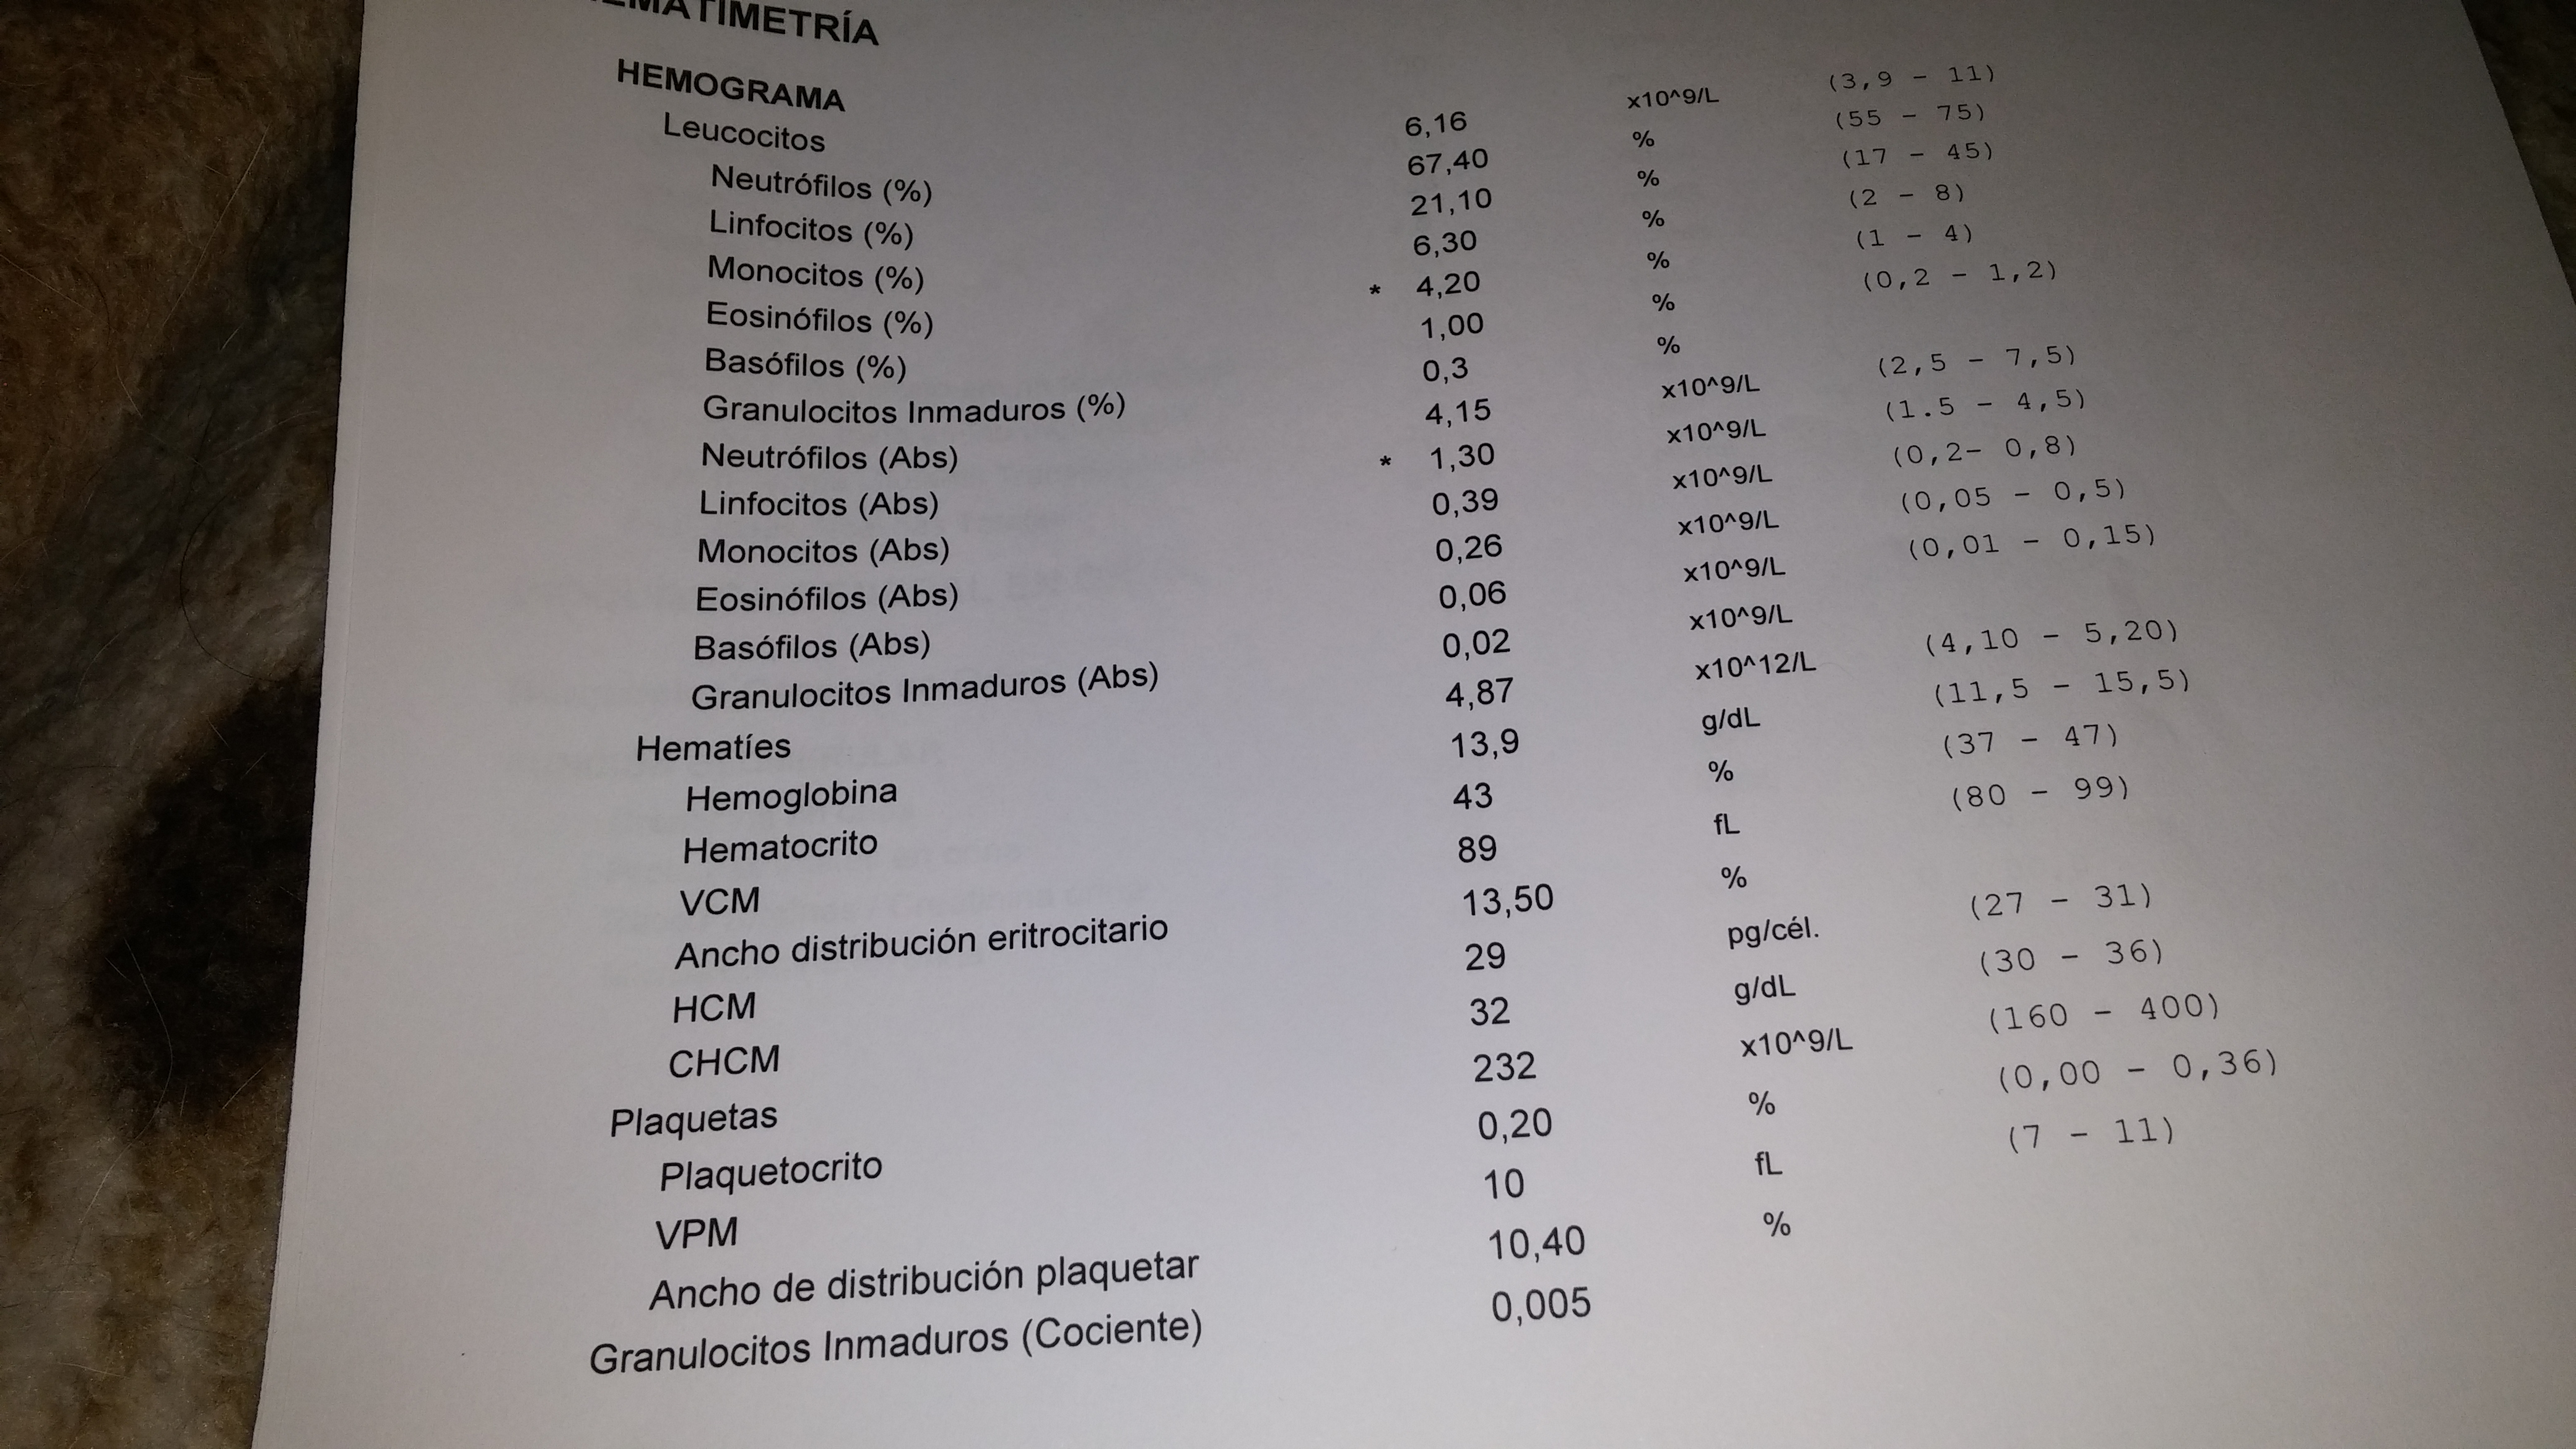 HEMATIMETRÍA
HEMOGRAMA
Leucocitos 6,16 x10^9/L (3,9 - 11)
Neutrófilos (%) 67,40 % (55 - 75)
Linfocitos (%) 21,10 % (17 - 45)
Monocitos (%) 6,30 % (2 - 8)
Eosinófilos (%) * 4,20 % (1 - 4)
Basófilos (%) 1,00 % (0,2 - 1,2)
Granulocitos Inmaduros (%) 0,3 %
Neutrófilos (Abs) 4,15 x10^9/L (2,5 - 7,5)
Linfocitos (Abs) * 1,30 x10^9/L (1.5 - 4,5)
Monocitos (Abs) 0,39 x10^9/L (0,2- 0,8)
Eosinófilos (Abs) 0,26 x10^9/L (0,05 - 0,5)
Basófilos (Abs) 0,06 x10^9/L (0,01 - 0,15)
Granulocitos Inmaduros (Abs) 0,02 x10^9/L
Hematíes 4,87 x10^12/L (4,10 - 5,20)
Hemoglobina 13,9 g/dL (11,5 - 15,5)
Hematocrito 43 % (37 - 47)
VCM 89 fL (80 - 99)
Ancho distribución eritrocitario 13,50 %
HCM 29 pg/cél. (27 - 31)
CHCM 32 g/dL (30 - 36)
Plaquetas 232 x10^9/L (160 - 400)
Plaquetocrito 0,20 % (0,00 - 0,36)
VPM 10 fL (7 - 11)
Ancho de distribución plaquetar 10,40 %
Granulocitos Inmaduros (Cociente) 0,005